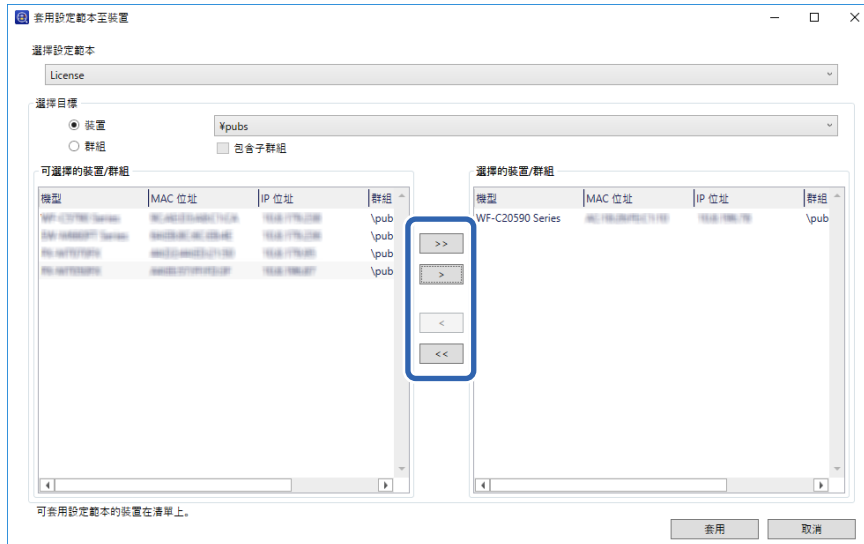 套用設定範本至裝置
選擇設定範本
License
選擇目標
裝置
¥pubs
群組
包含子群組
可選擇的裝置/群組
選擇的裝置/群組
機型 MAC 位址 IP 位址 群組
機型 MAC 位址 IP 位址 群組
\pub
WF-C20590 Series \pub
\pub
\pub
\pub
>>
>
<
<<
可套用設定範本的裝置在清單上。
套用 取消